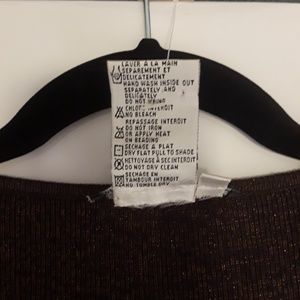 LAVER A LA MAIN
SEPAREMENT ET
DELICATEMENT
HAND WASH INSIDE OUT
SEPARATELY AND
DELICATELY
DO NOT WRING
CHLORE INTERDIT
NO BLEACH
REPASSAGE INTERDIT
DO NOT IRON
OR APPLY HEAT
ON BEADING
SECHAGE A PLAT
DRY FLAT PULL TO SHADE
NETTOYAGE A SEC INTERDIT
DO NOT DRY CLEAN
SECHAGE EN
TAMBOUR INTERDIT
AND TUMBLE DRY